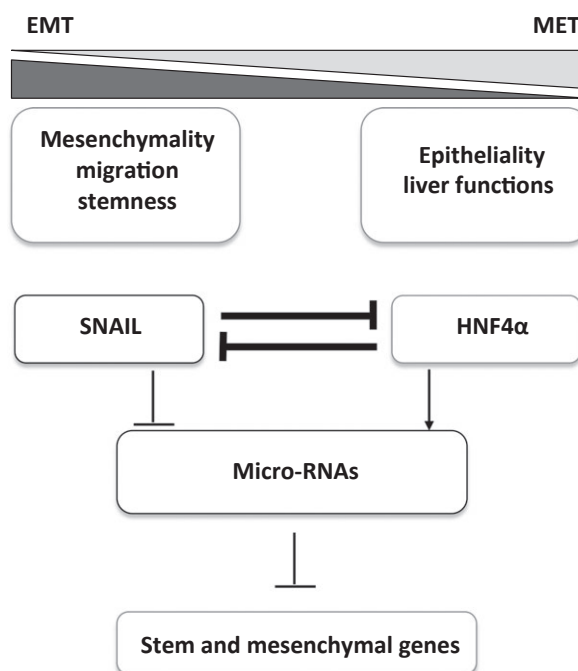 EMT MET
Mesenchymality
migration
stemness
Epitheliality
liver functions
SNAIL
HNF4α
Micro-RNAs
Stem and mesenchymal genes